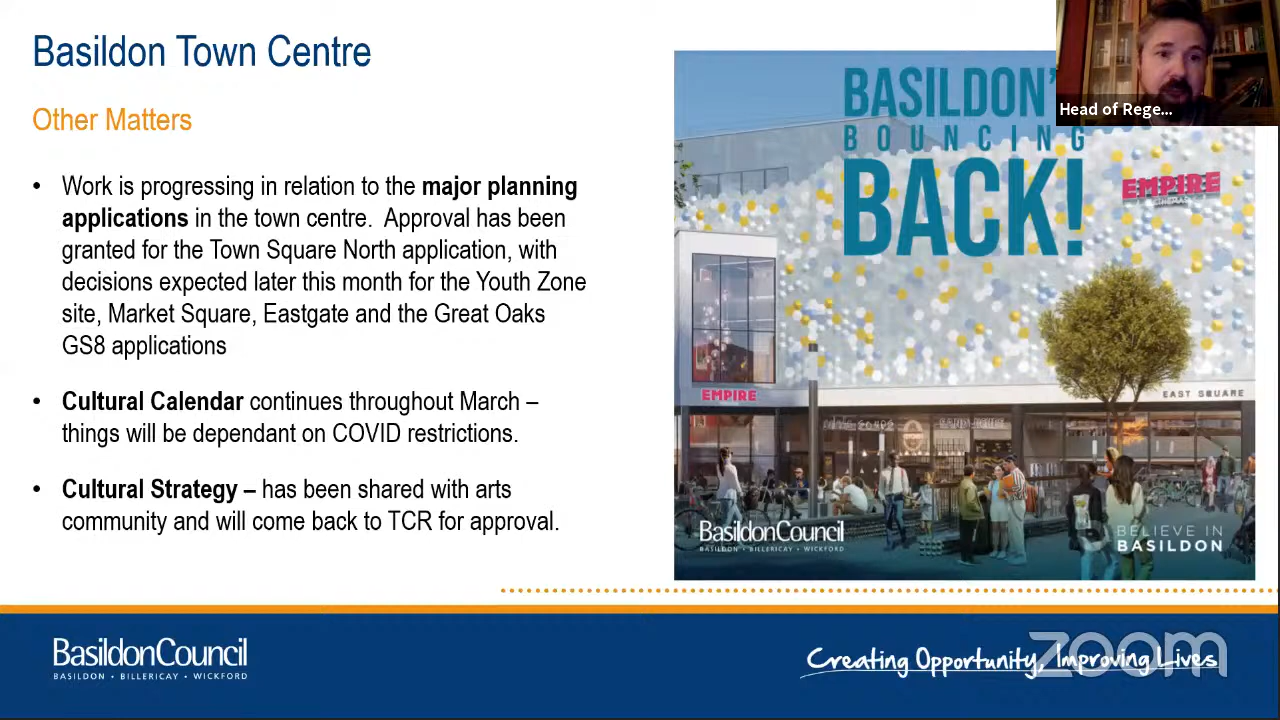 Basildon Town Centre
Other Matters
• Work is progressing in relation to the major planning
applications in the town centre.  Approval has been
granted for the Town Square North application, with
decisions expected later this month for the Youth Zone
site, Market Square, Eastgate and the Great Oaks
GS8 applications
• Cultural Calendar continues throughout March –
things will be dependant on COVID restrictions.
• Cultural Strategy – has been shared with arts
community and will come back to TCR for approval.
BASILDON'
BOUNCING
BACK!
EMPIRE
CINEMAS
EMPIRE
EAST SQUARE
BasildonCouncil
BASILDON • BILLERICAY • WICKFORD
BELIEVE IN
BASILDON
Head of Rege...
BasildonCouncil
BASILDON • BILLERICAY • WICKFORD
Creating Opportunity, Improving Lives
zoom